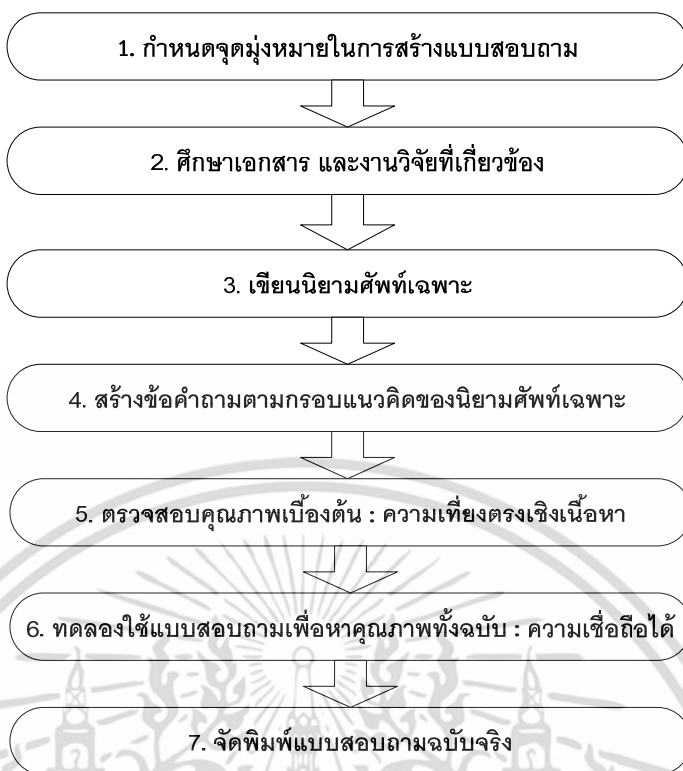 1. กำหนดจุดมุ่งหมายในการสร้างแบบสอบถาม
2. ศึกษาเอกสาร และงานวิจัยที่เกี่ยวข้อง
3. เขียนนิยามศัพท์เฉพาะ
4. สร้างข้อคำถามตามกรอบแนวคิดของนิยามศัพท์เฉพาะ
5. ตรวจสอบคุณภาพเบื้องต้น : ความเที่ยงตรงเชิงเนื้อหา
6. ทดลองใช้แบบสอบถามเพื่อหาคุณภาพทั้งฉบับ : ความเชื่อถือได้
7. จัดพิมพ์แบบสอบถามฉบับจริง